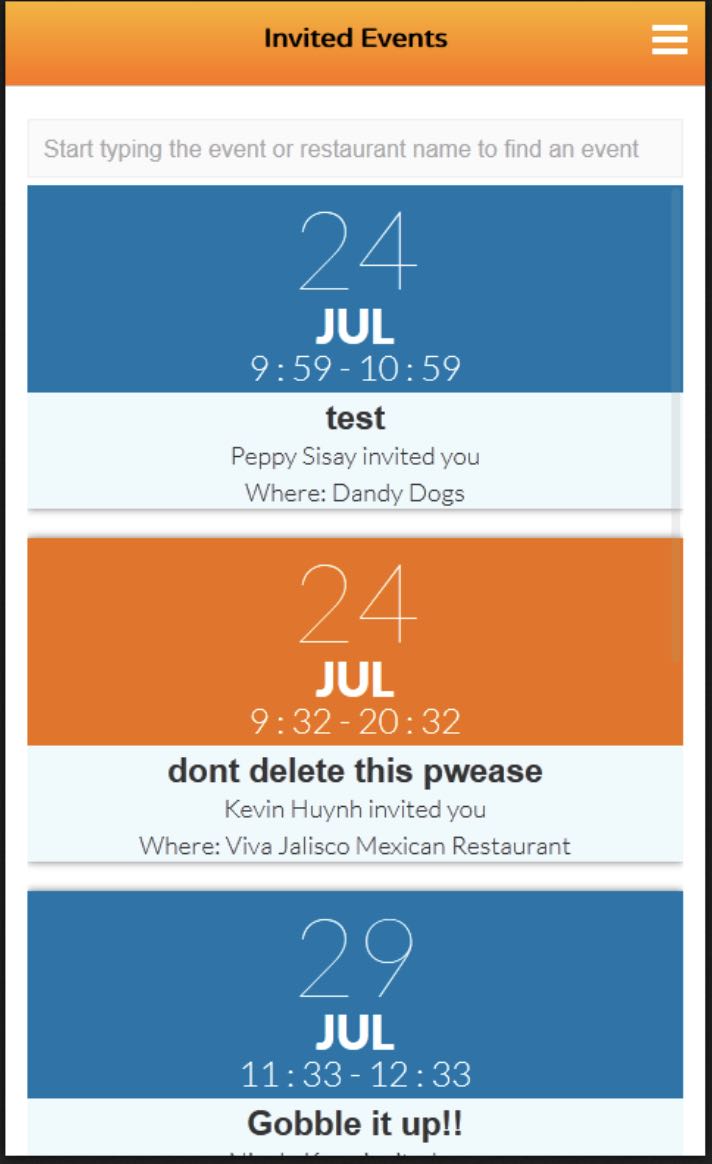 Invited Events
Start typing the event or restaurant name to find an event
24
JUL
9 : 59 - 10 : 59
test
Peppy Sisay invited you
Where: Dandy Dogs
24
JUL
9 : 32 - 20 : 32
dont delete this pwease
Kevin Huynh invited you
Where: Viva Jalisco Mexican Restaurant
29
JUL
11 : 33 - 12 : 33
Gobble it up!!